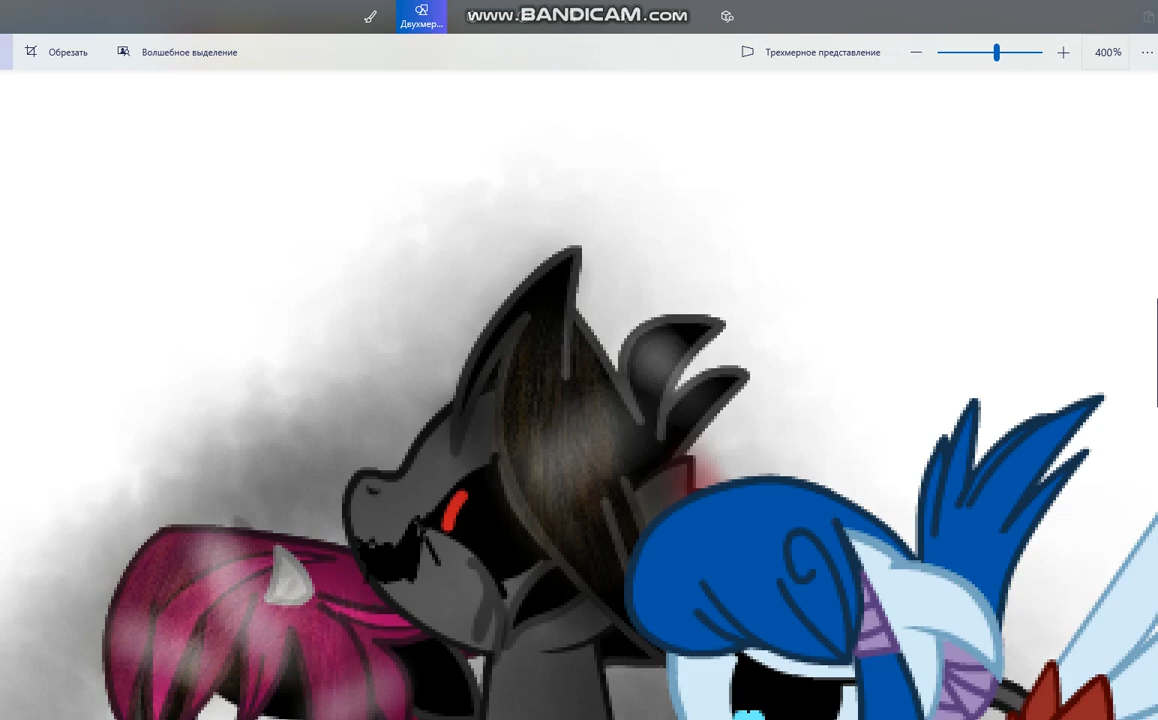 Двухмер...
www.BANDICAM.com
Обрезать
Волшебное выделение
Трехмерное представление
400%